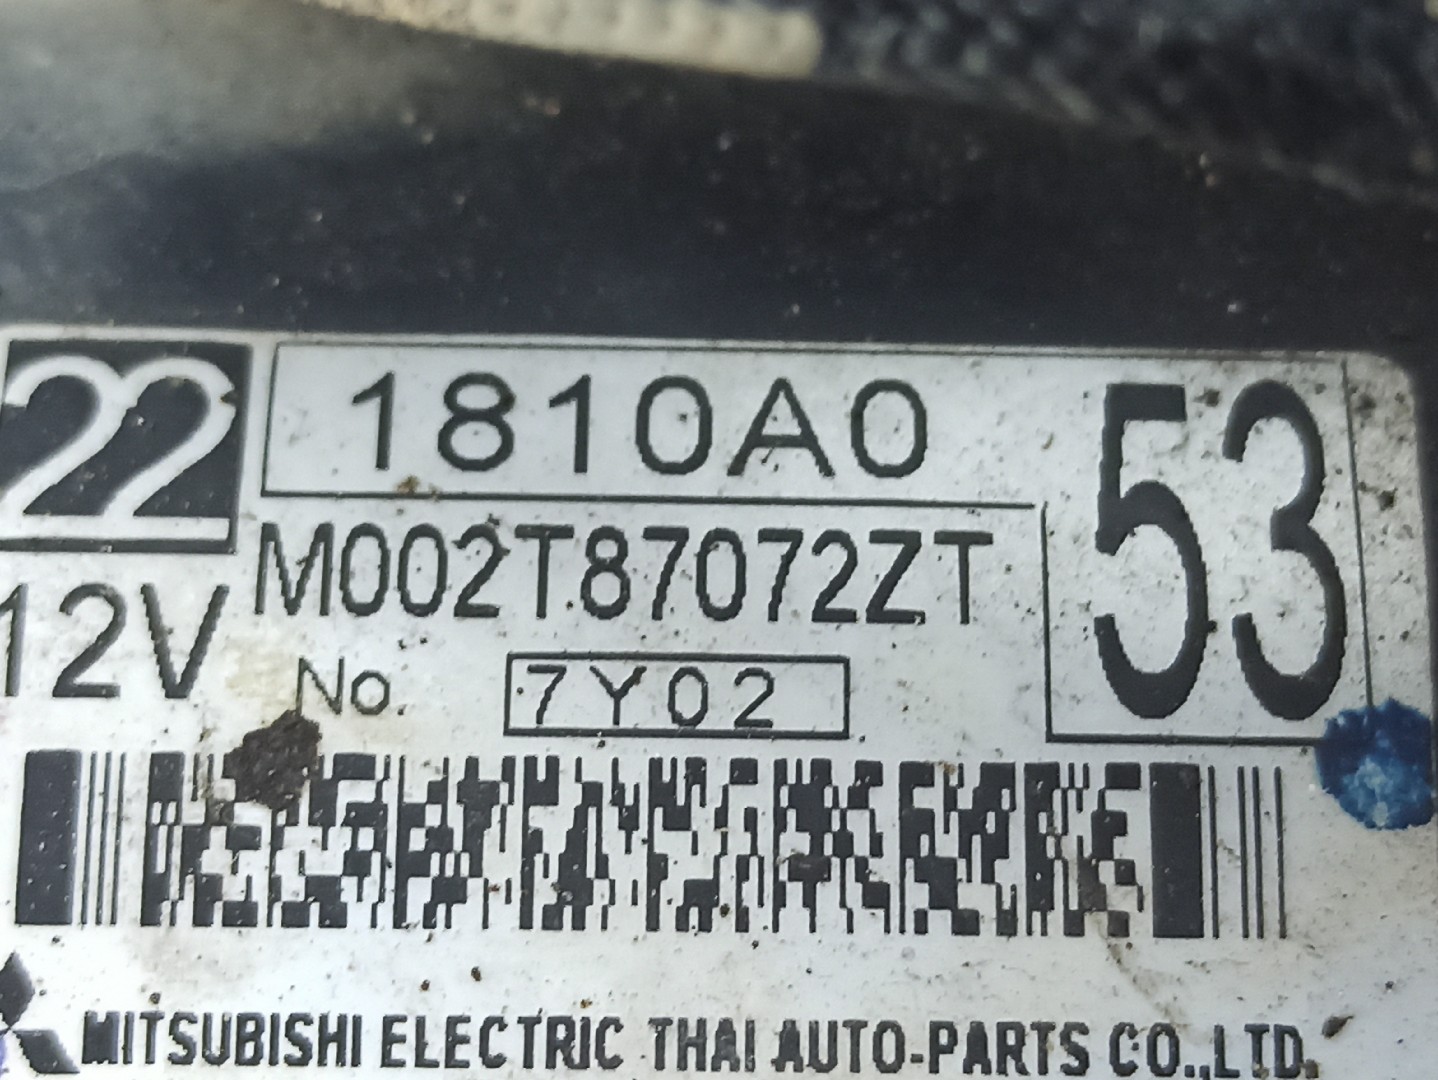 22
1810A0
53
M002T87072ZT
12V
No. 7Y02
MITSUBISHI ELECTRIC THAI AUTO-PARTS CO.,LTD.